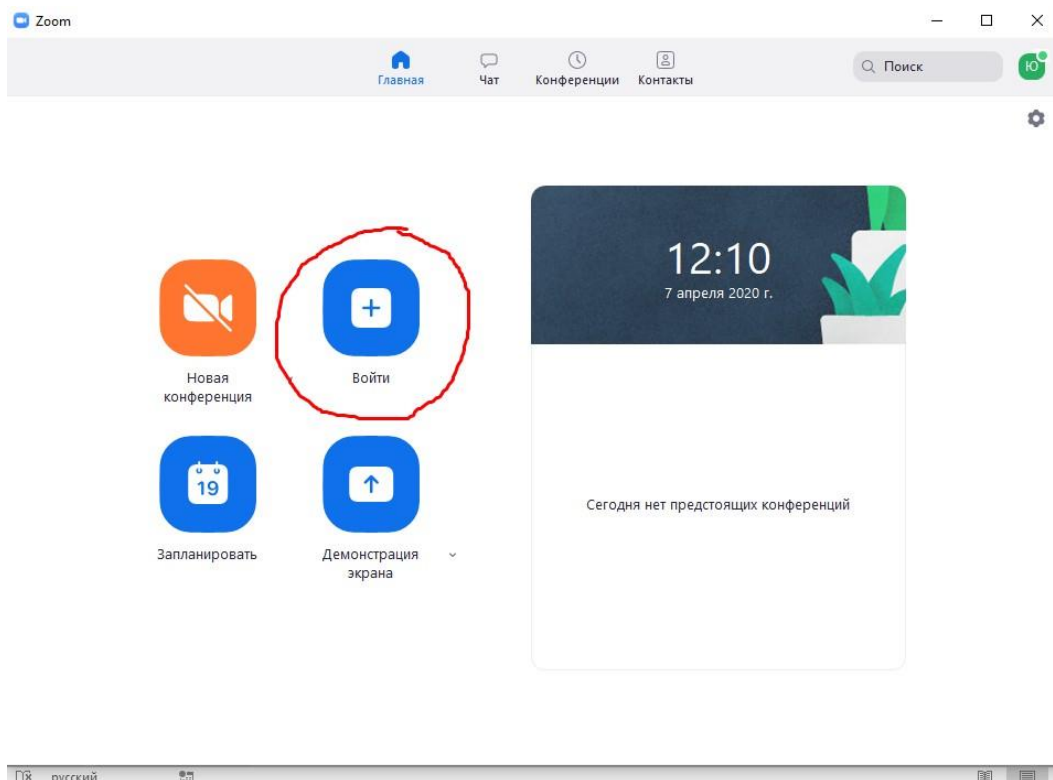 Zoom
Главная
Чат
Конференции
Контакты
Поиск
Ю
12:10
7 апреля 2020 г.
Новая
конференция
Войти
19
Запланировать
Демонстрация
экрана
Сегодня нет предстоящих конференций
русский